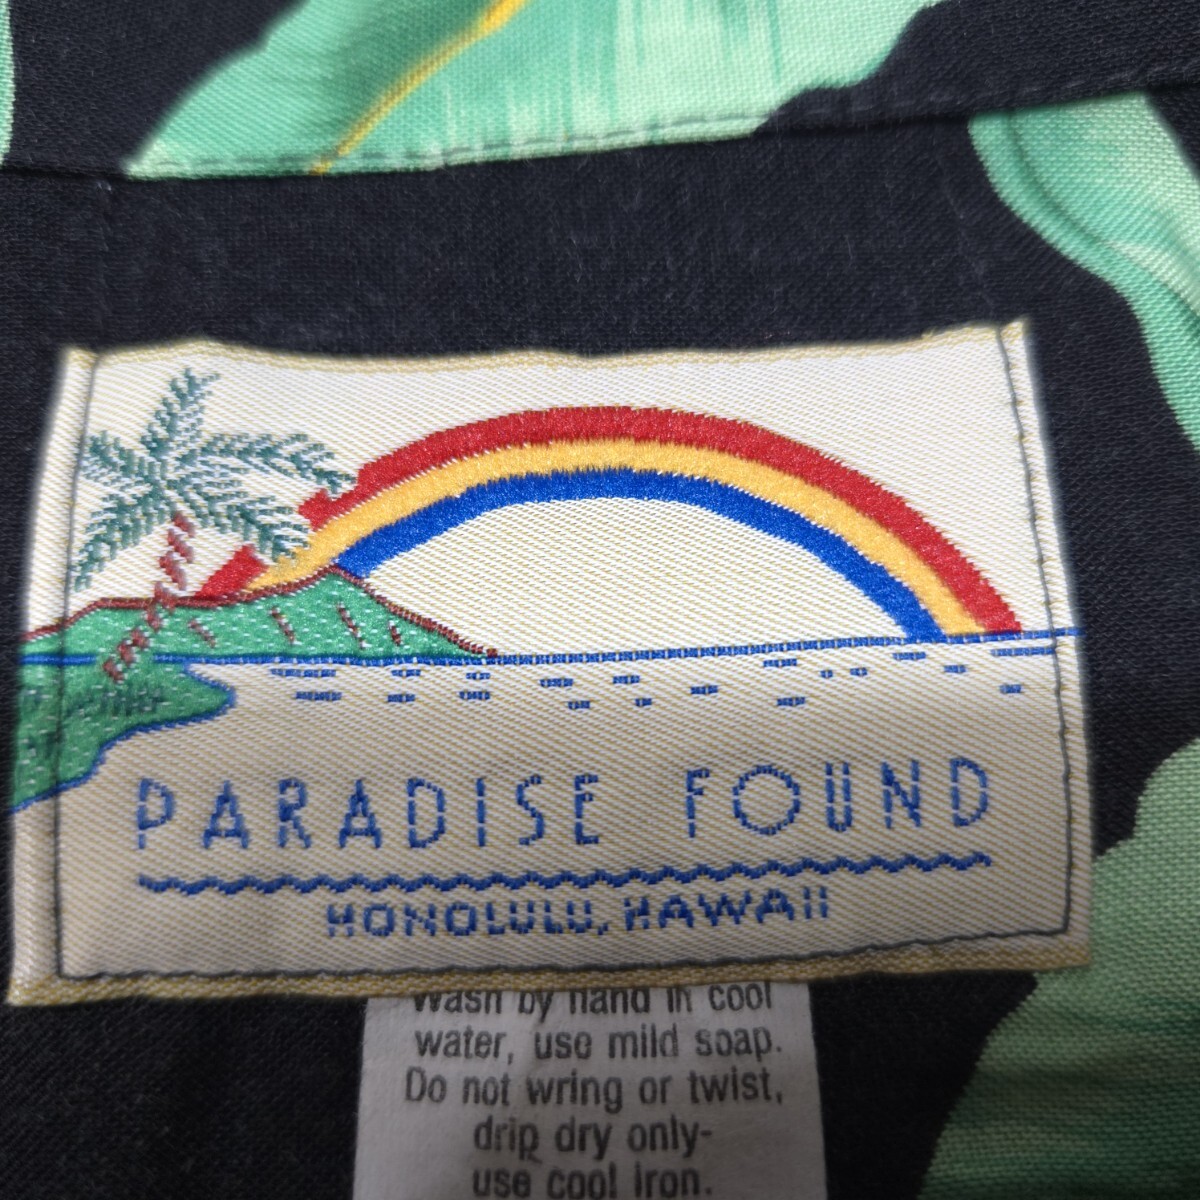 PARADISE FOUND
HONOLULU, HAWAII
Wash by hand in cool
water, use mild soap.
Do not wring or twist,
drip dry only-
use cool iron.